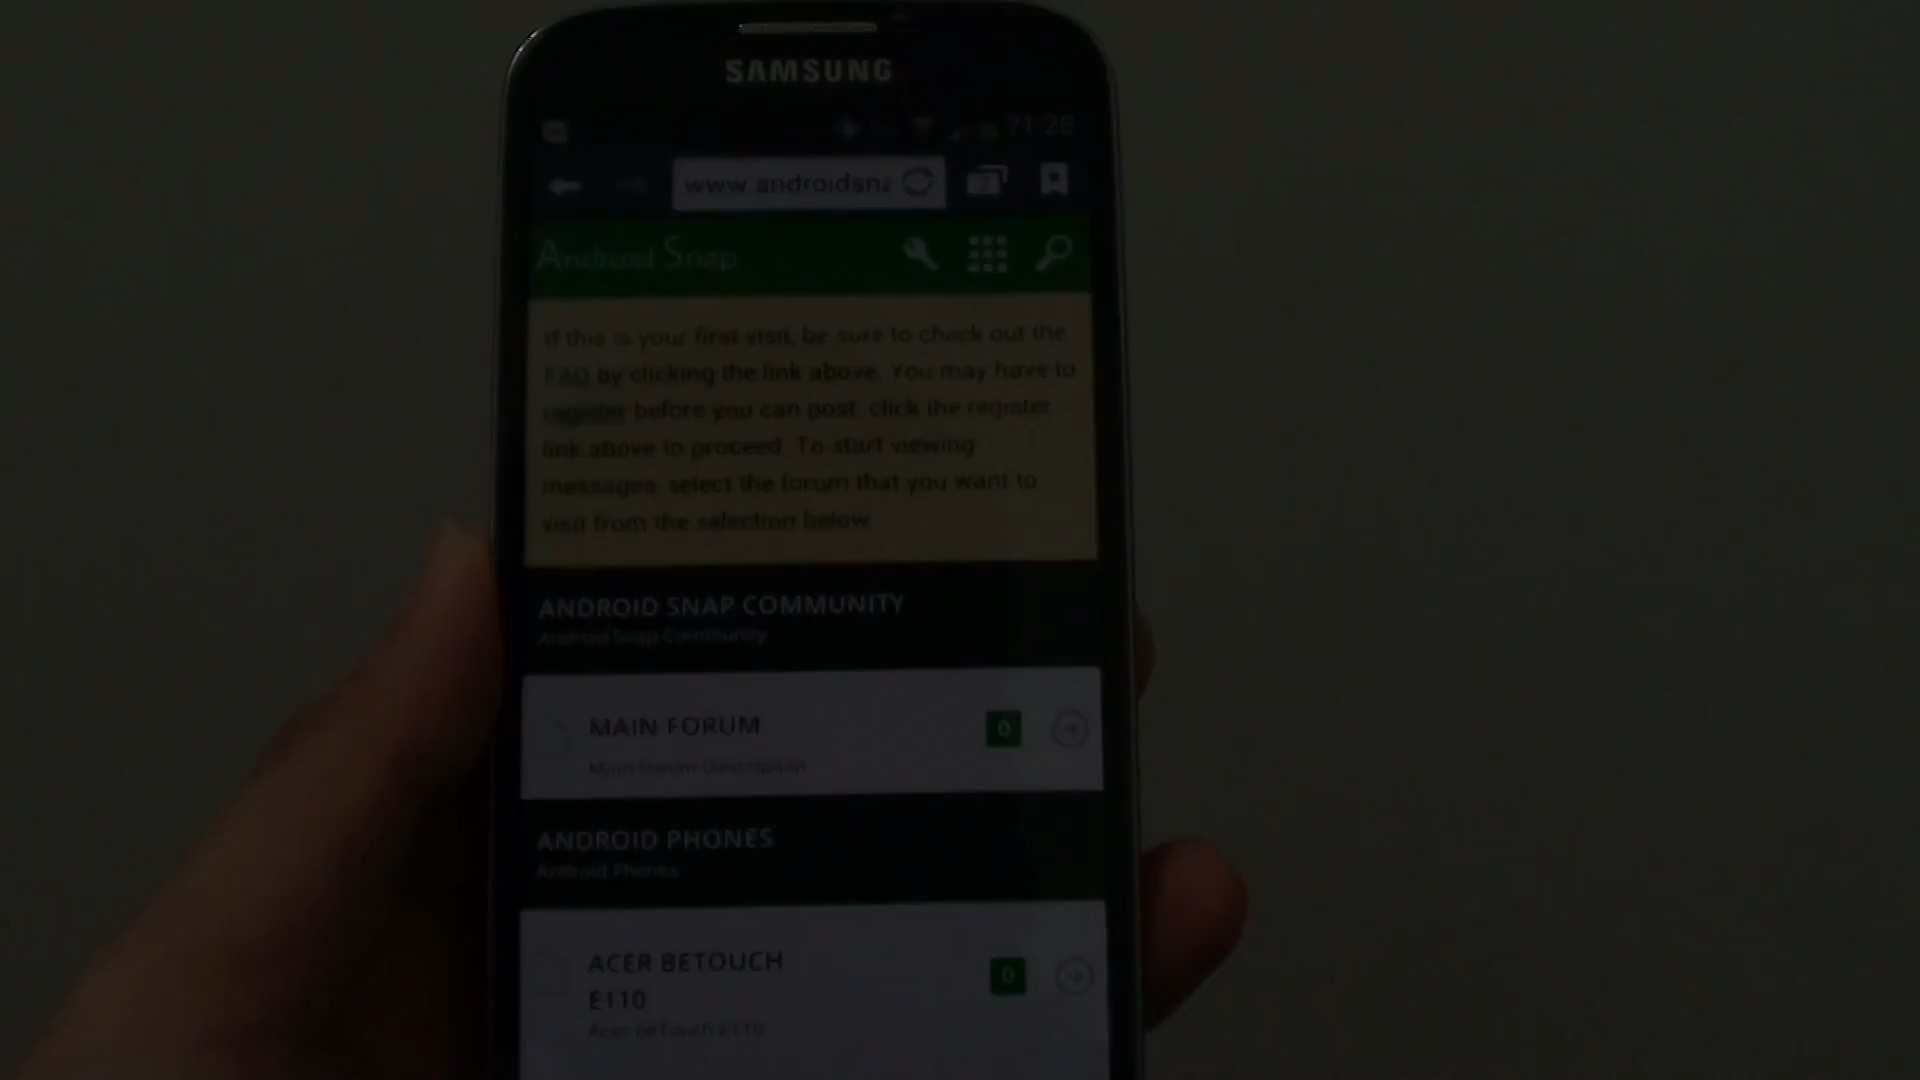 SAMSUNG
21:28
www.androidsna
2
Android Snap
If this is your first visit, be sure to check out the
FAQ by clicking the link above. You may have to
register before you can post: click the register
link above to proceed. To start viewing
messages, select the forum that you want to
visit from the selection below.
ANDROID SNAP COMMUNITY
Android Snap Community
MAIN FORUM
0
Main Forum Description
ANDROID PHONES
Android Phones
ACER BETOUCH
E110
0
Acer BeTouch E110